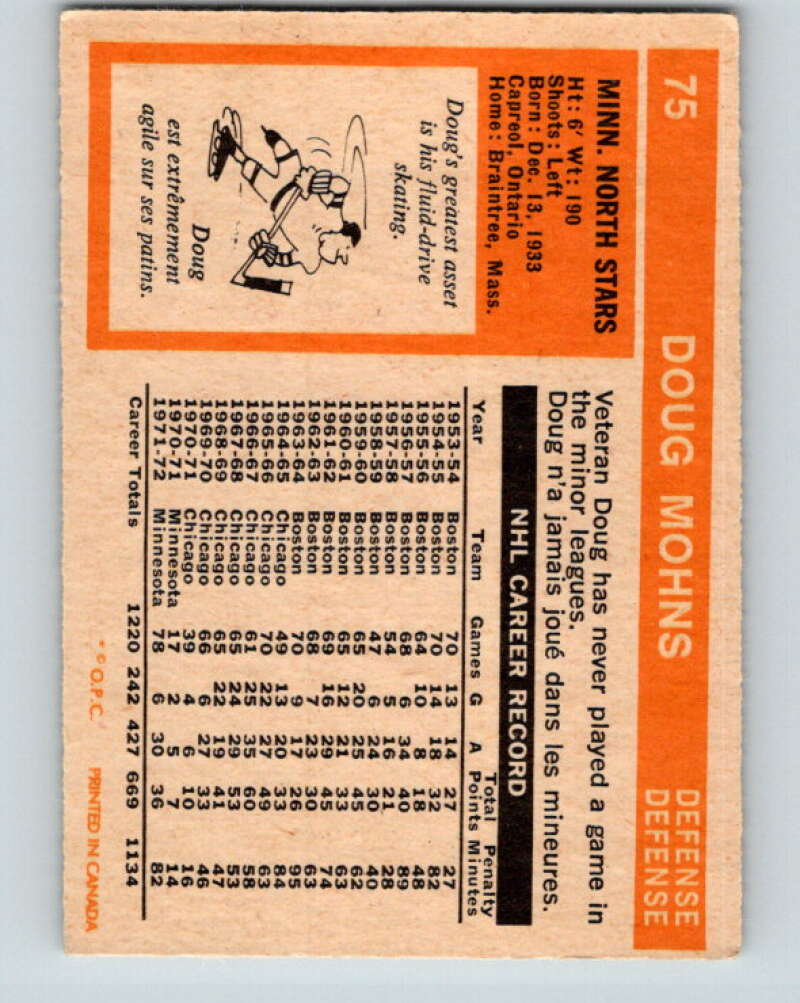 75 DOUG MOHNS DEFENSE
DEFENSE
MINN. NORTH STARS
Ht: 6' Wt: 190
Shoots: Left
Born: Dec. 13, 1933
Capreol, Ontario
Home: Braintree, Mass.
Doug's greatest asset
is his fluid-drive
skating.
Doug
est extrêmement
agile sur ses patins.
Veteran Doug has never played a game in
the minor leagues.
Doug n'a jamais joué dans les mineures.
NHL CAREER RECORD
Total Penalty
Year Team Games G A Points Minutes
1953-54 Boston 70 13 14 27 27
1954-55 Boston 70 14 18 32 82
1955-56 Boston 64 10 8 18 48
1956-57 Boston 68 6 34 40 89
1957-58 Boston 54 5 16 21 28
1958-59 Boston 47 6 24 30 40
1959-60 Boston 65 20 25 45 62
1960-61 Boston 65 12 21 33 63
1961-62 Boston 69 16 29 45 74
1962-63 Boston 68 7 23 30 63
1963-64 Boston 70 9 17 26 95
1964-65 Chicago 49 13 20 33 84
1965-66 Chicago 70 22 27 49 63
1966-67 Chicago 61 25 35 60 58
1967-68 Chicago 65 24 29 53 53
1968-69 Chicago 65 22 19 41 47
1969-70 Chicago 66 6 27 33 46
1970-71 Chicago 39 4 6 10 16
1970-71 Minnesota 17 2 5 7 14
1971-72 Minnesota 78 6 30 36 82
Career Totals 1220 242 427 669 1134
* © O.P.C. PRINTED IN CANADA